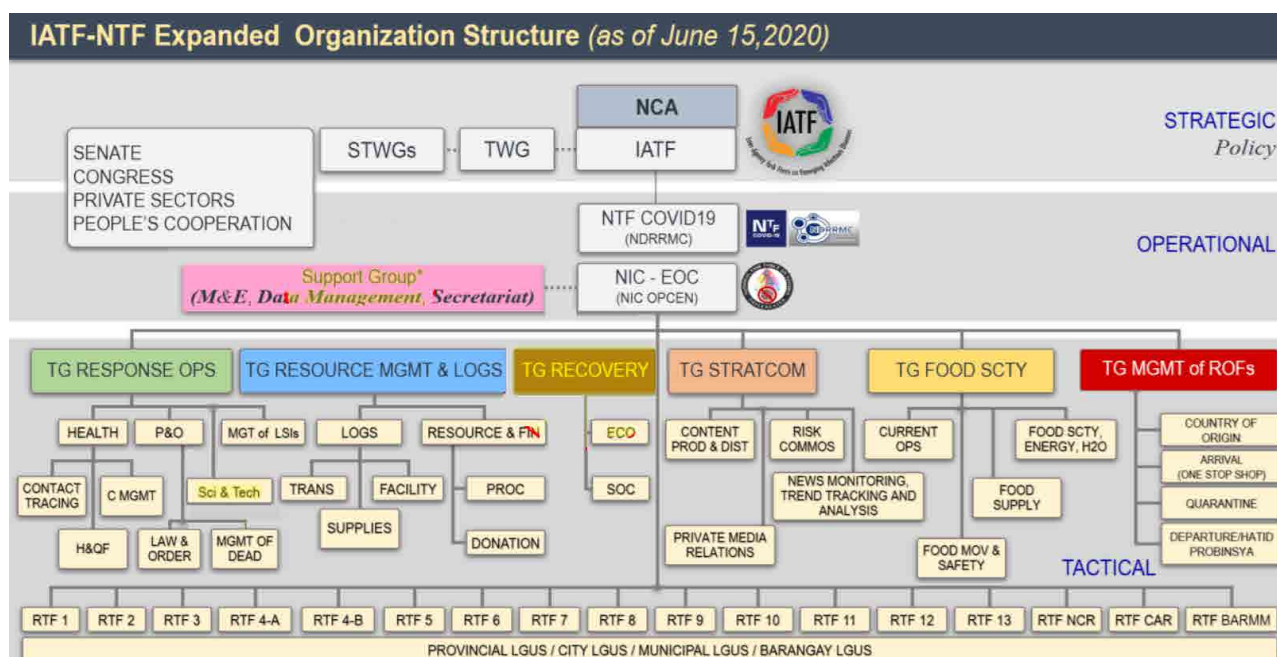 IATF-NTF Expanded Organization Structure (as of June 15,2020)
NCA
IATF
TWG
STWGs
IATF
STRATEGIC
Policy
SENATE
CONGRESS
PRIVATE SECTORS
PEOPLE'S COOPERATION
NTF COVID19
(NDRRMC)
NTF
COVID-19
NDRRMC
OPERATIONAL
Support Group*
(M&E, Data Management, Secretariat)
NIC - EOC
(NIC OPCEN)
TG RESPONSE OPS
TG RESOURCE MGMT & LOGS
TG RECOVERY
TG STRATCOM
TG FOOD SCTY
TG MGMT of ROFs
HEALTH
P&O
MGT of LSIs
CONTACT
TRACING
C MGMT
Sci & Tech
H&QF
LAW &
ORDER
MGMT OF
DEAD
LOGS
RESOURCE & FIN
TRANS
FACILITY
SUPPLIES
PROC
DONATION
ECO
SOC
CONTENT
PROD & DIST
RISK
COMMOS
NEWS MONITORING,
TREND TRACKING AND
ANALYSIS
PRIVATE MEDIA
RELATIONS
CURRENT
OPS
FOOD SCTY,
ENERGY, H2O
FOOD
SUPPLY
FOOD MOV &
SAFETY
COUNTRY OF
ORIGIN
ARRIVAL
(ONE STOP SHOP)
QUARANTINE
DEPARTURE/HATID
PROBINSYA
TACTICAL
RTF 1
RTF 2
RTF 3
RTF 4-A
RTF 4-B
RTF 5
RTF 6
RTF 7
RTF 8
RTF 9
RTF 10
RTF 11
RTF 12
RTF 13
RTF NCR
RTF CAR
RTF BARMM
PROVINCIAL LGUS / CITY LGUS / MUNICIPAL LGUS / BARANGAY LGUS